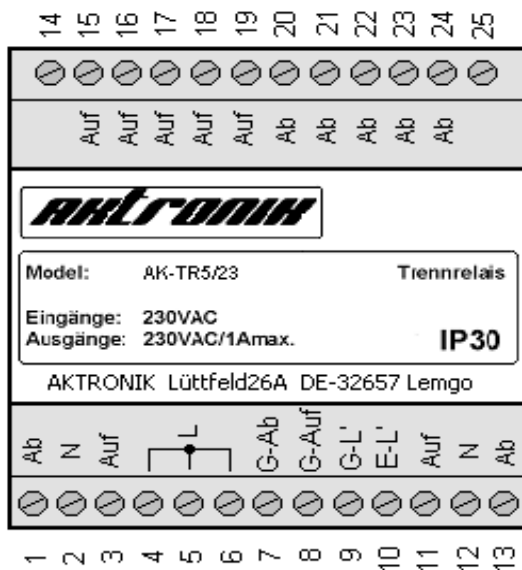 14 15 16 17 18 19 20 21 22 23 24 25
Auf Auf Auf Auf Auf Ab Ab Ab Ab Ab
AKtronik
Model: AK-TR5/23 Trennrelais
Eingänge: 230VAC
Ausgänge: 230VAC/1Amax. IP30
AKTRONIK Lüttfeld26A DE-32657 Lemgo
Ab N Auf L G-Ab G-Auf G-L' E-L' Auf N Ab
1 2 3 4 5 6 7 8 9 10 11 12 13